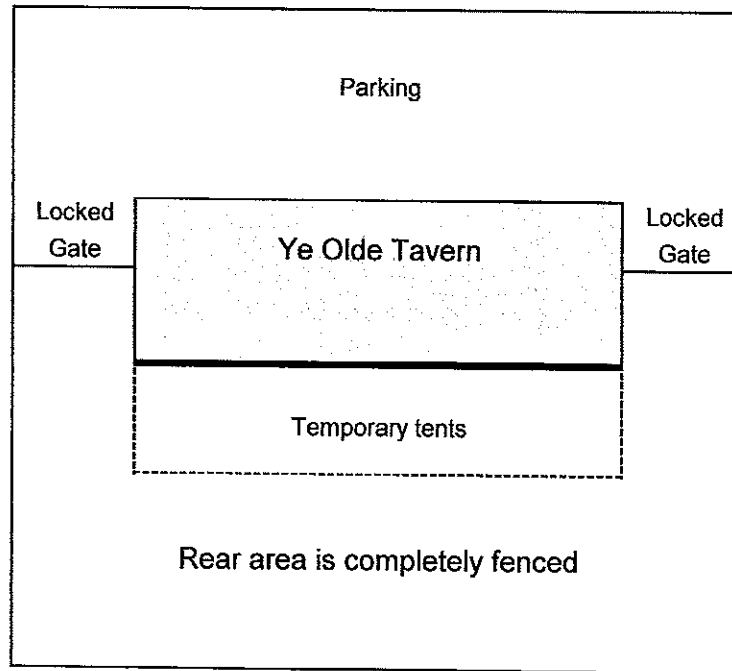 Parking
Locked
Gate
Ye Olde Tavern
Locked
Gate
Temporary tents
Rear area is completely fenced